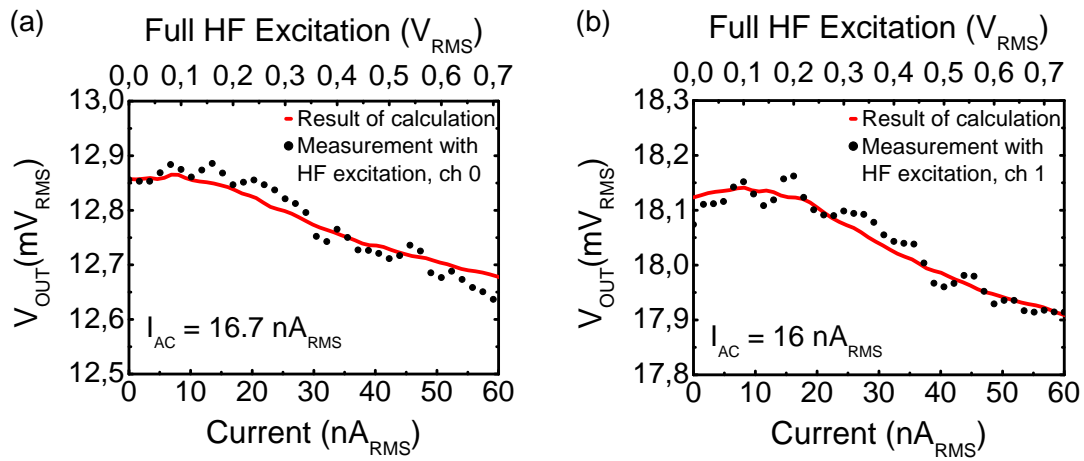 (a)
Full HF Excitation (V_RMS)
0,0 0,1 0,2 0,3 0,4 0,5 0,6 0,7
13,0
12,9
12,8
12,7
12,6
12,5
V_OUT(mV_RMS)
Result of calculation
Measurement with
HF excitation, ch 0
I_AC = 16.7 nA_RMS
0 10 20 30 40 50 60
Current (nA_RMS)
(b)
Full HF Excitation (V_RMS)
0,0 0,1 0,2 0,3 0,4 0,5 0,6 0,7
18,3
18,2
18,1
18,0
17,9
17,8
V_OUT(mV_RMS)
Result of calculation
Measurement with
HF excitation, ch 1
I_AC = 16 nA_RMS
0 10 20 30 40 50 60
Current (nA_RMS)